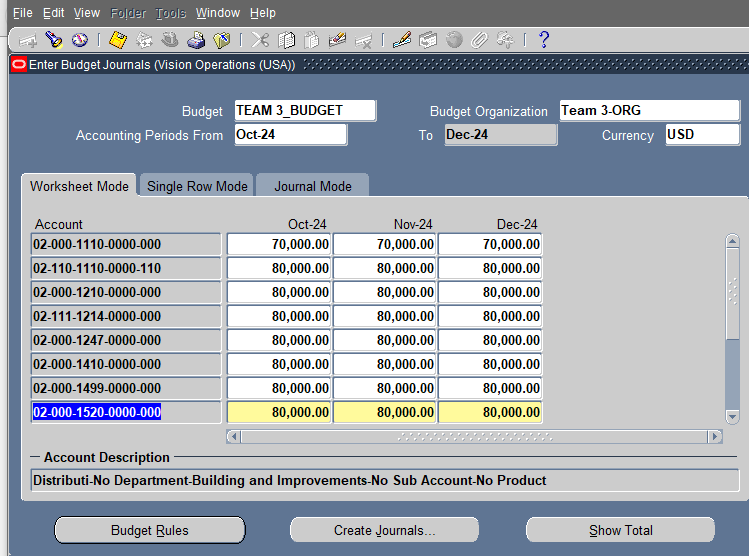 File Edit View Folder Tools Window Help
?
Enter Budget Journals (Vision Operations (USA))
Budget TEAM 3_BUDGET Budget Organization Team 3-ORG
Accounting Periods From Oct-24 To Dec-24 Currency USD
Worksheet Mode Single Row Mode Journal Mode
Account Oct-24 Nov-24 Dec-24
02-000-1110-0000-000 70,000.00 70,000.00 70,000.00
02-110-1110-0000-110 80,000.00 80,000.00 80,000.00
02-000-1210-0000-000 80,000.00 80,000.00 80,000.00
02-111-1214-0000-000 80,000.00 80,000.00 80,000.00
02-000-1247-0000-000 80,000.00 80,000.00 80,000.00
02-000-1410-0000-000 80,000.00 80,000.00 80,000.00
02-000-1499-0000-000 80,000.00 80,000.00 80,000.00
02-000-1520-0000-000 80,000.00 80,000.00 80,000.00
Account Description
Distributi-No Department-Building and Improvements-No Sub Account-No Product
Budget Rules Create Journals... Show Total